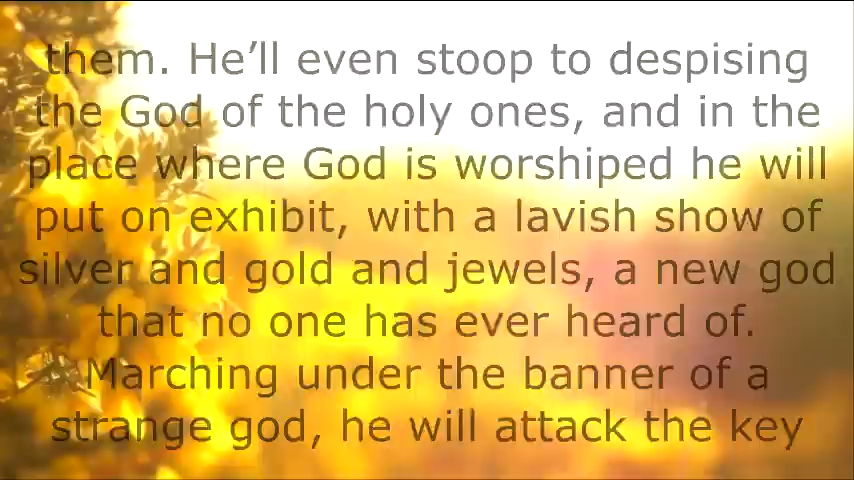 them. He’ll even stoop to despising
the God of the holy ones, and in the
place where God is worshiped he will
put on exhibit, with a lavish show of
silver and gold and jewels, a new god
that no one has ever heard of.
Marching under the banner of a
strange god, he will attack the key